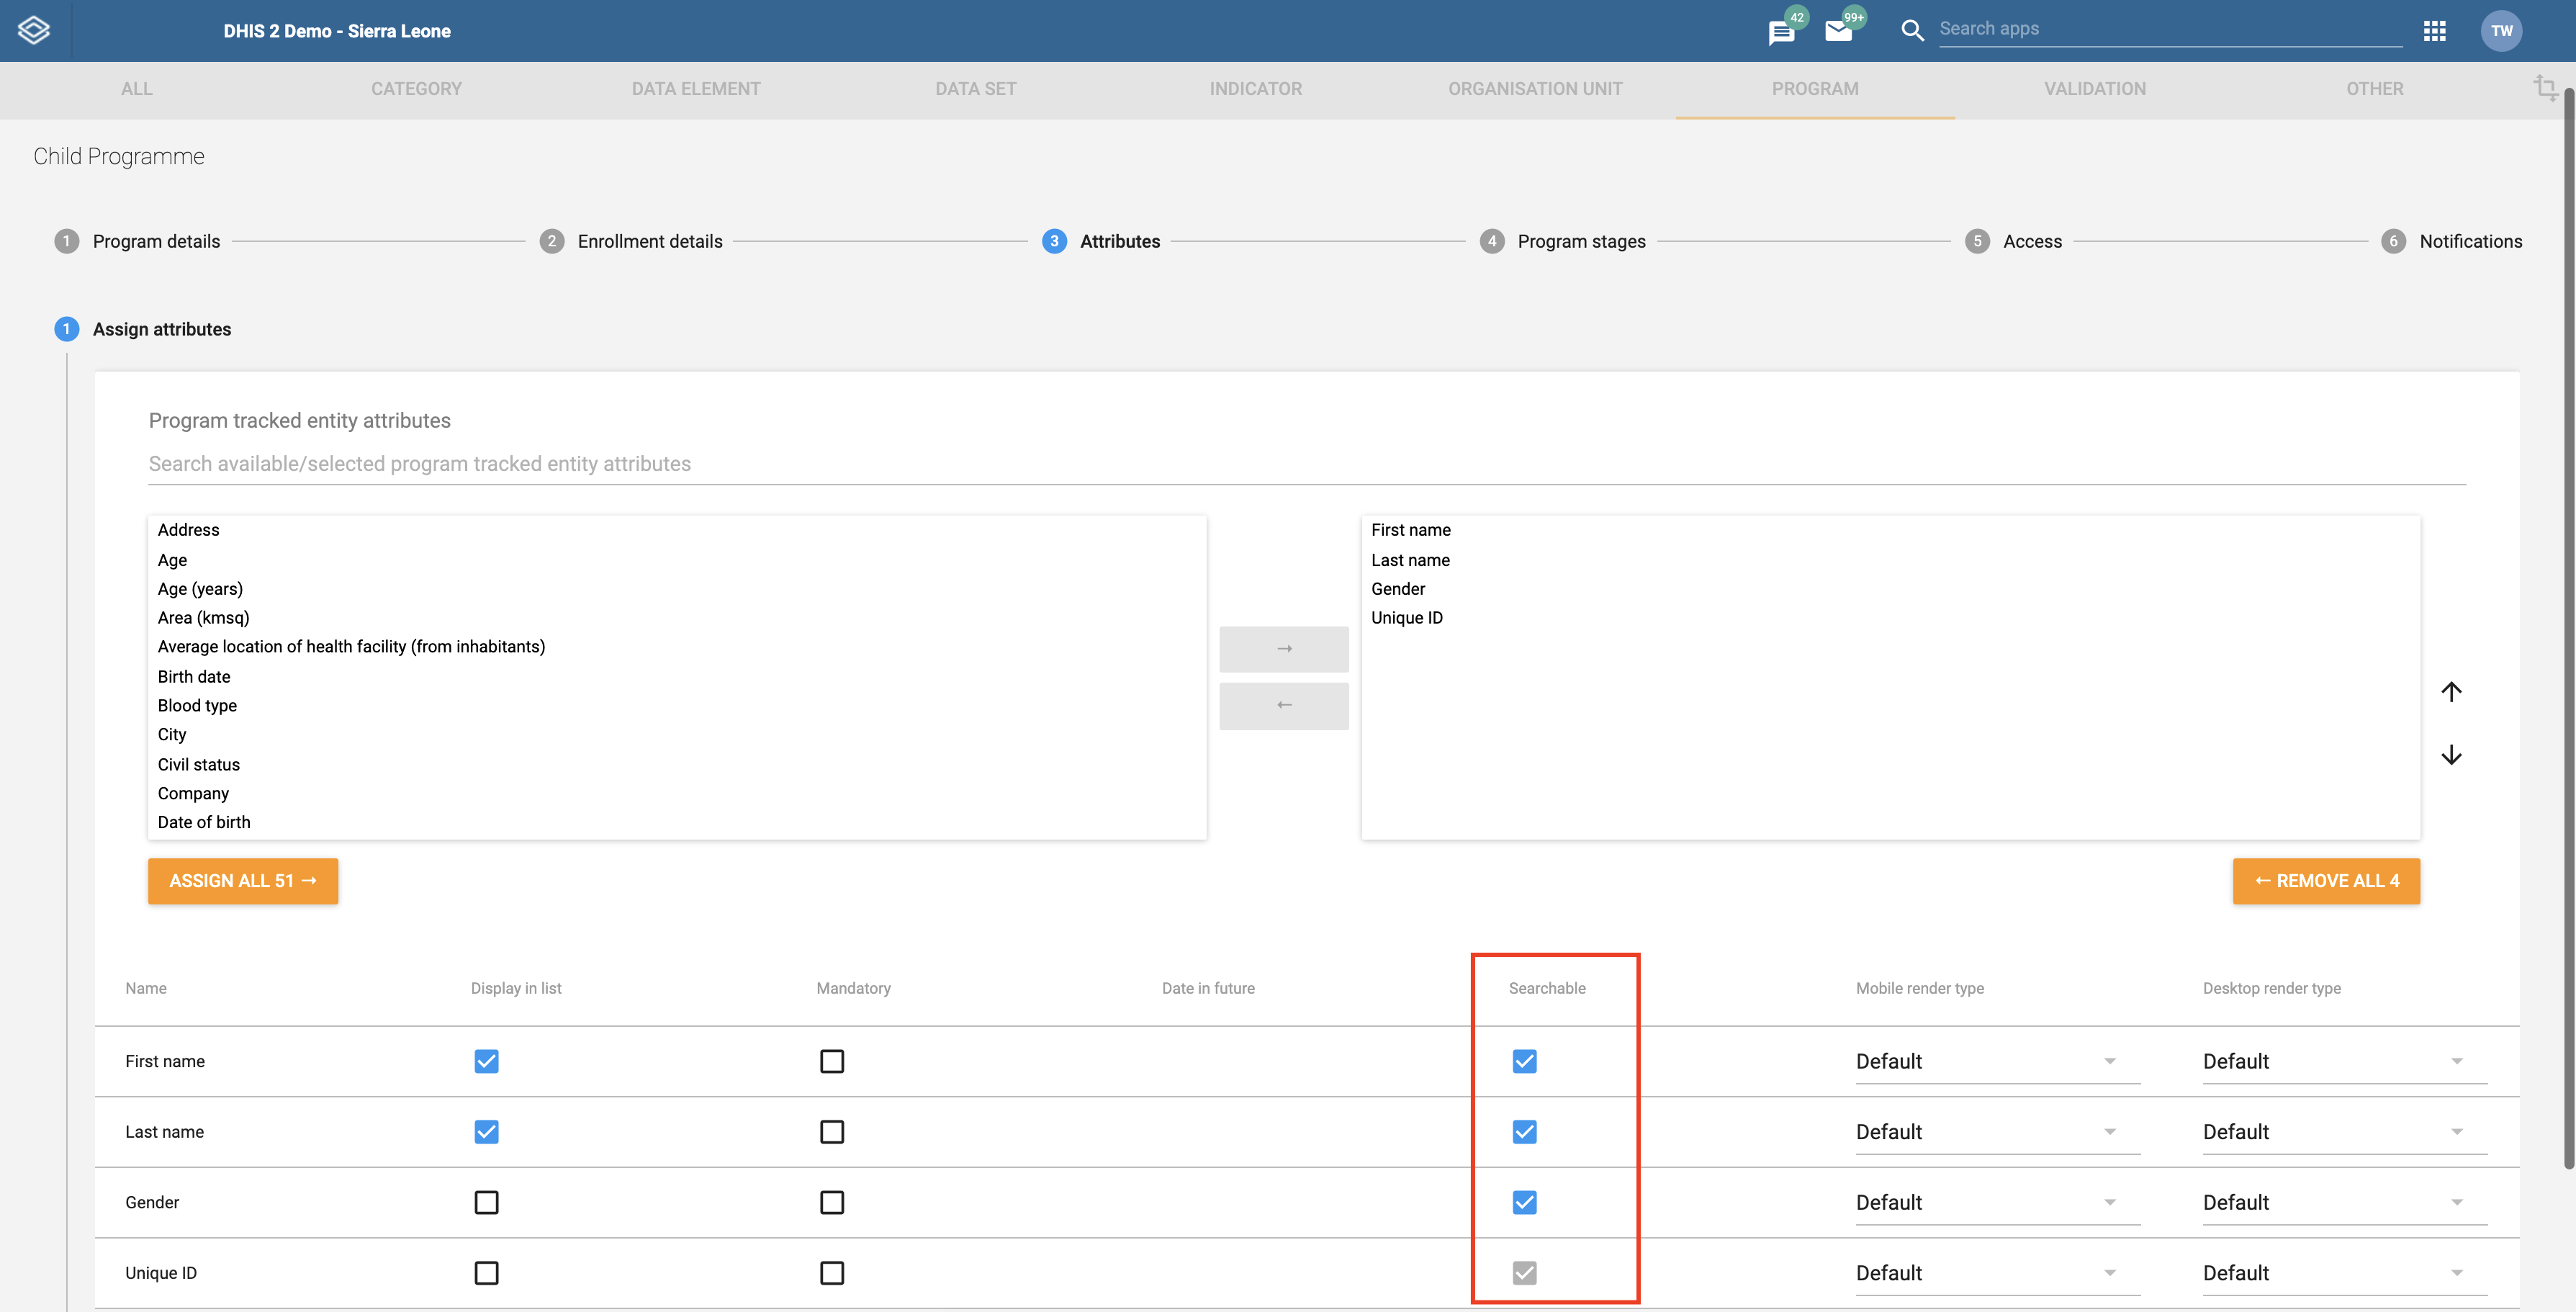 DHIS 2 Demo - Sierra Leone
42
99+
Search apps
TW
ALL CATEGORY DATA ELEMENT DATA SET INDICATOR ORGANISATION UNIT PROGRAM VALIDATION OTHER
Child Programme
1 Program details 2 Enrollment details 3 Attributes 4 Program stages 5 Access 6 Notifications
1 Assign attributes
Program tracked entity attributes
Search available/selected program tracked entity attributes
Address
Age
Age (years)
Area (kmsq)
Average location of health facility (from inhabitants)
Birth date
Blood type
City
Civil status
Company
Date of birth
→
←
First name
Last name
Gender
Unique ID
ASSIGN ALL 51 →
← REMOVE ALL 4
Name Display in list Mandatory Date in future Searchable Mobile render type Desktop render type
First name Default Default
Last name Default Default
Gender Default Default
Unique ID Default Default